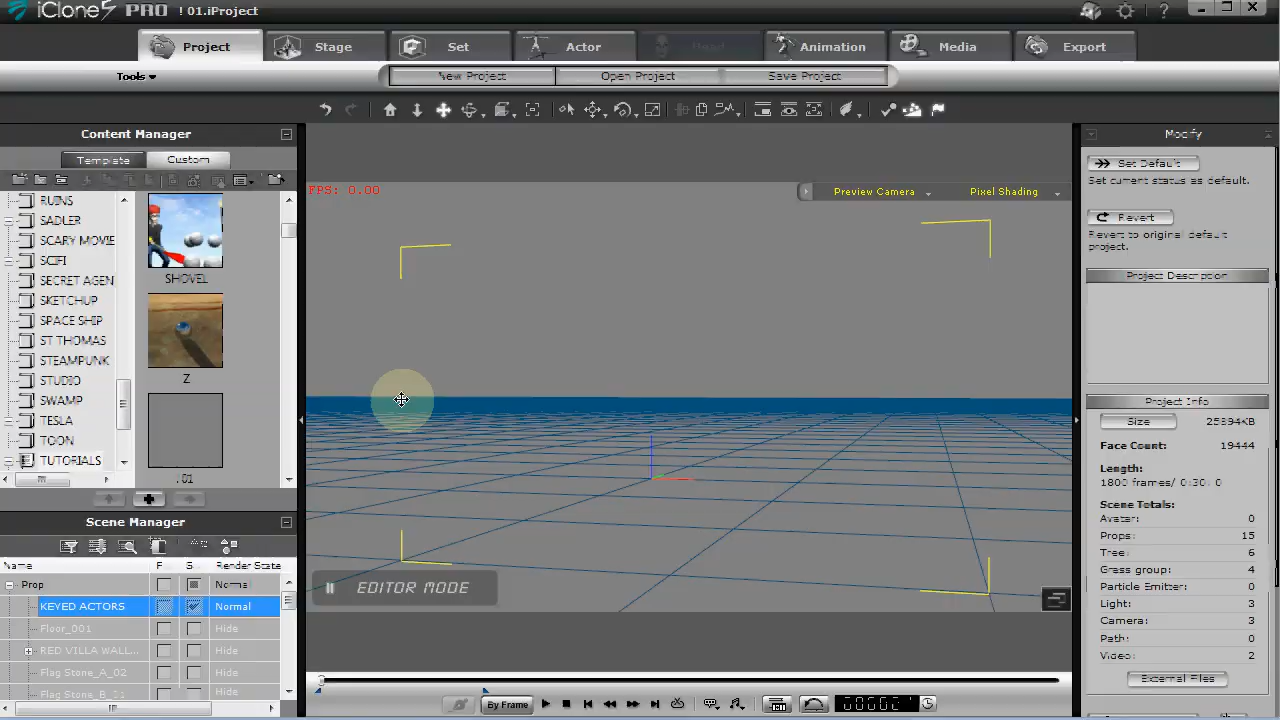 iClone5 PRO ! 01.iProject
Project Stage Set Actor Head Animation Media Export
Tools New Project Open Project Save Project
Content Manager
Template Custom
RUINS
SADLER
SCARY MOVIE
SCIFI
SECRET AGEN
SKETCHUP
SPACE SHIP
ST THOMAS
STEAMPUNK
STUDIO
SWAMP
TESLA
TOON
TUTORIALS
SHOVEL
Z
Scene Manager
Name F... S... Render State
Prop Normal
KEYED ACTORS Normal
Floor_001 Hide
RED VILLA WALL... Hide
Flag Stone_A_02 Hide
Hide
FPS: 0.00
Preview Camera Pixel Shading
EDITOR MODE
By Frame
Modify
Set Default
Set current status as default.
Revert
Revert to original default
project.
Project Description
Project Info
Size
Face Count: 19444
Length:
1800 frames/ 0:30: 0
Scene Totals:
Avatar: 0
Props: 15
Tree: 6
Grass group: 4
Particle Emitter: 0
Light: 3
Camera: 3
Path: 0
Video: 2
External Files